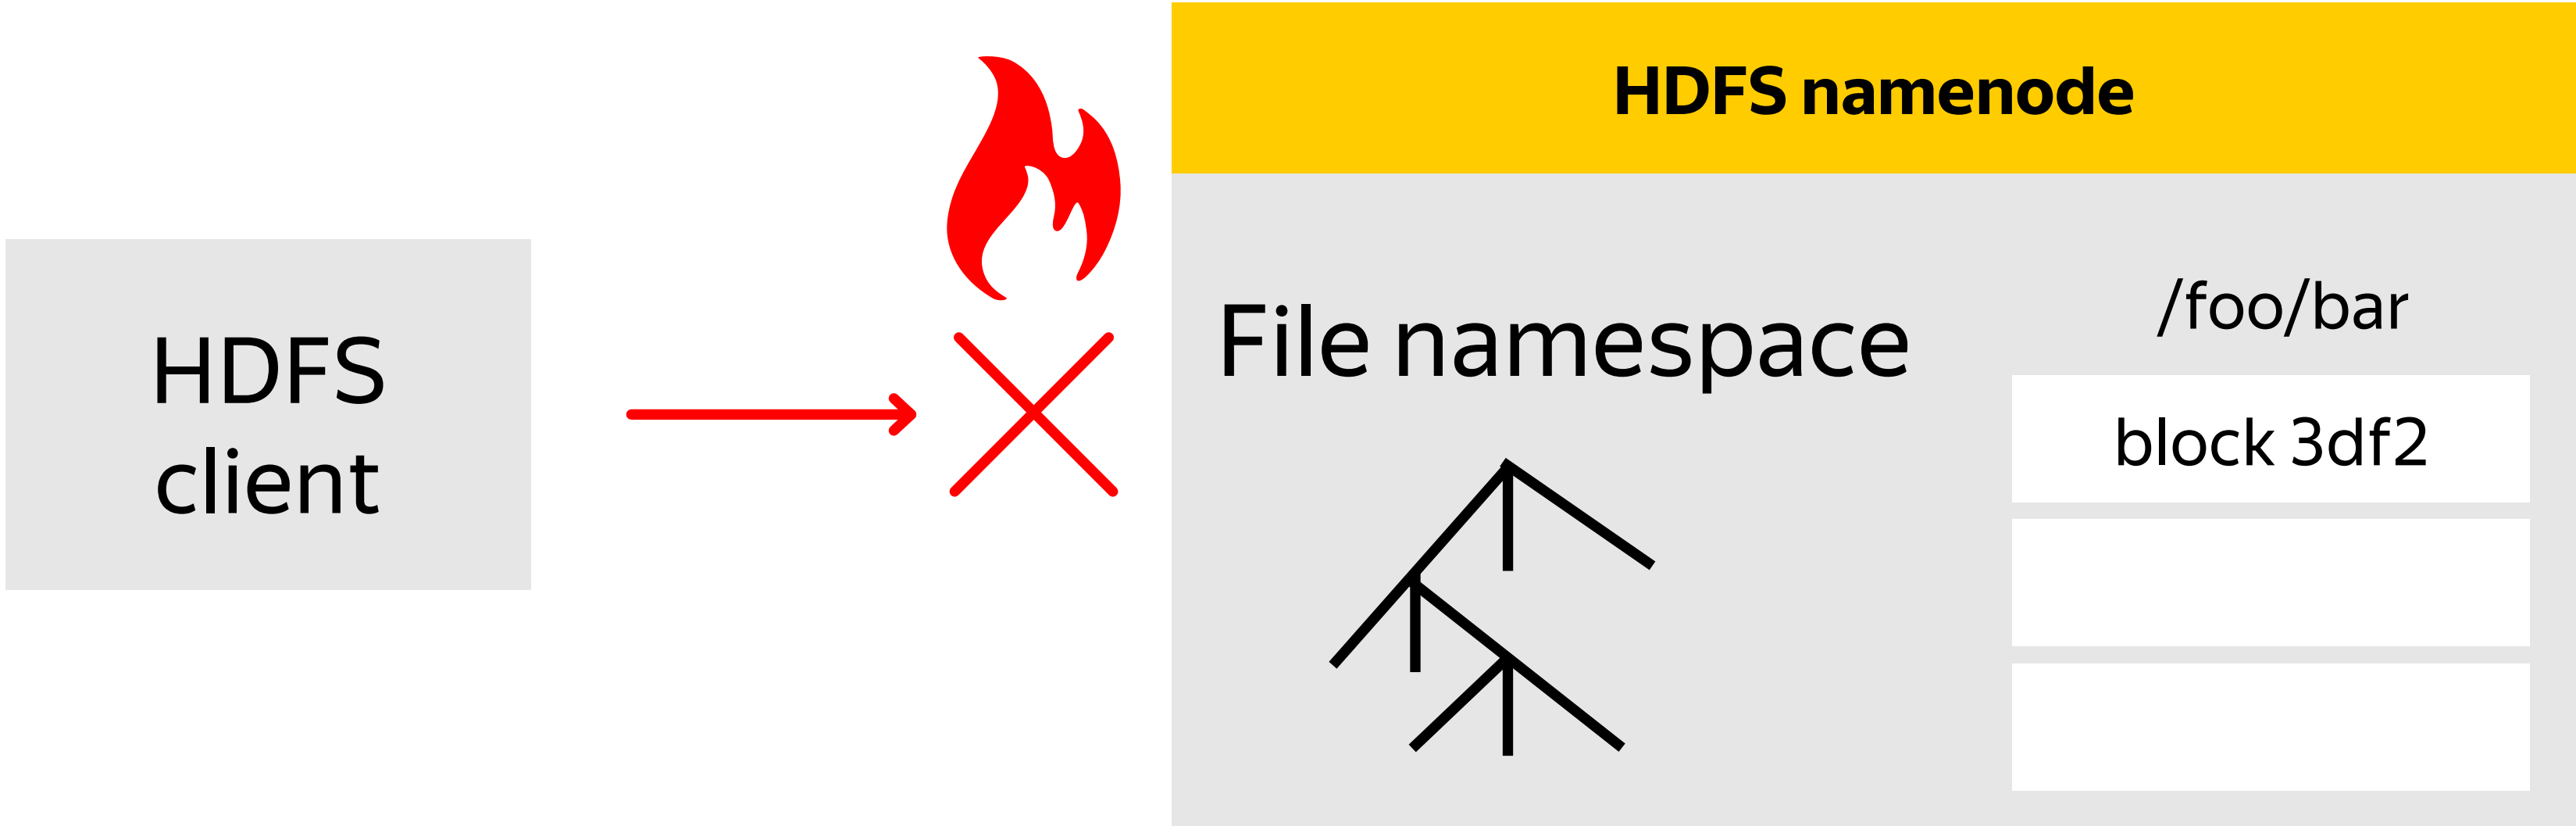 HDFS namenode
HDFS
client
File namespace
/foo/bar
block 3df2